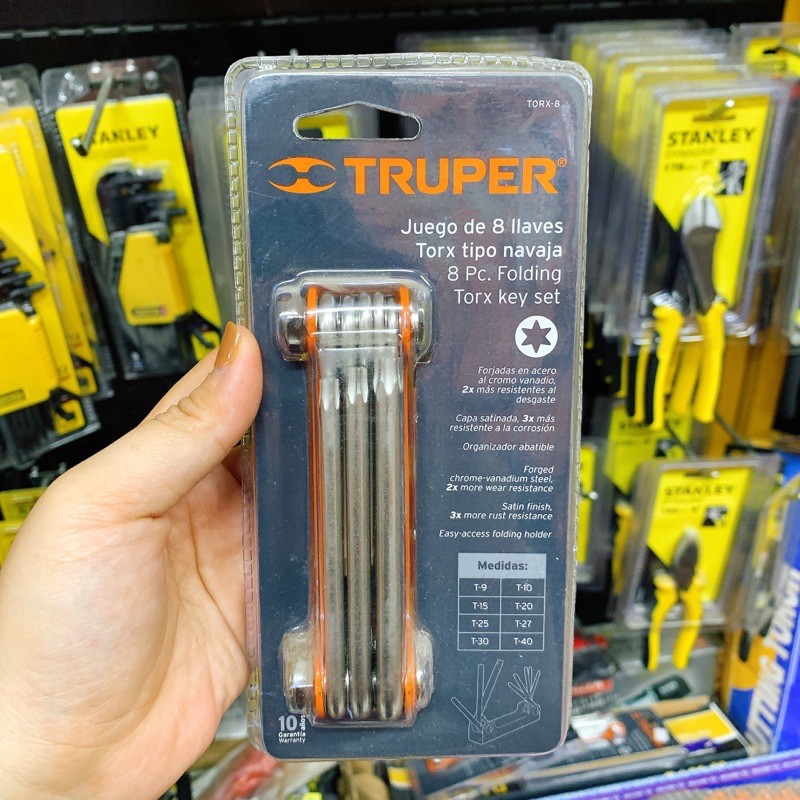 TORX-8
TRUPER®
Juego de 8 llaves
Torx tipo navaja
8 Pc. Folding
Torx key set
Forjadas en acero
al cromo vanadio,
2x más resistentes al
desgaste
Capa satinada, 3x más
resistente a la corrosión
Organizador abatible
Forged
chrome-vanadium steel,
2x more wear resistance
Satin finish,
3x more rust resistance
Easy-access folding holder
Medidas:
T-9 T-10
T-15 T-20
T-25 T-27
T-30 T-40
10 años
Garantía
Warranty
STANLEY
STANLEY
STANLEY
CUTTING TORCH